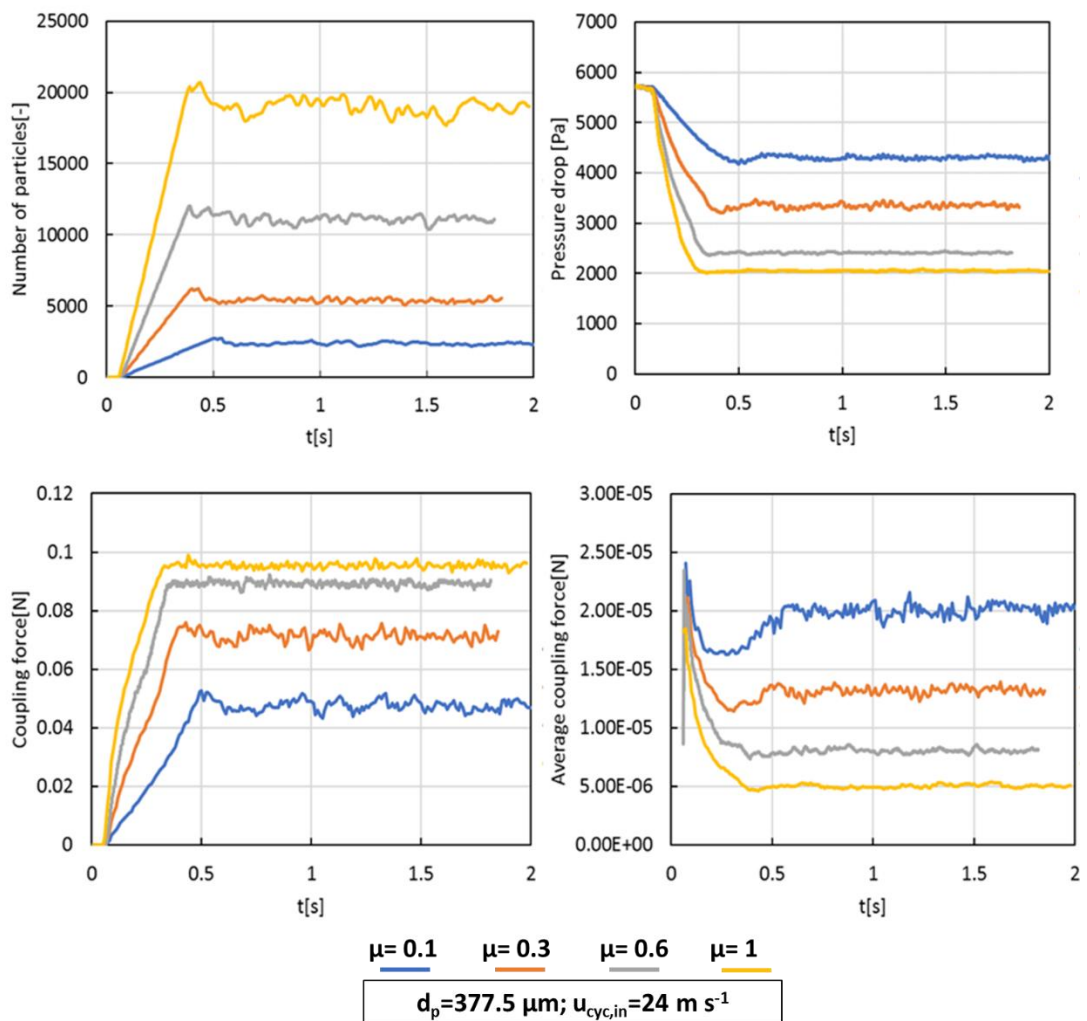 25000
20000
15000
10000
5000
0
Number of particles[-]
0 0.5 1 1.5 2
t[s]
7000
6000
5000
4000
3000
2000
1000
0
Pressure drop [Pa]
0 0.5 1 1.5 2
t[s]
0.12
0.1
0.08
0.06
0.04
0.02
0
Coupling force[N]
0 0.5 1 1.5 2
t[s]
3.00E-05
2.50E-05
2.00E-05
1.50E-05
1.00E-05
5.00E-06
0.00E+00
Average coupling force[N]
0 0.5 1 1.5 2
t[s]
μ= 0.1 μ= 0.3 μ= 0.6 μ= 1
dₚ=377.5 μm; u_cyc,in=24 m s⁻¹